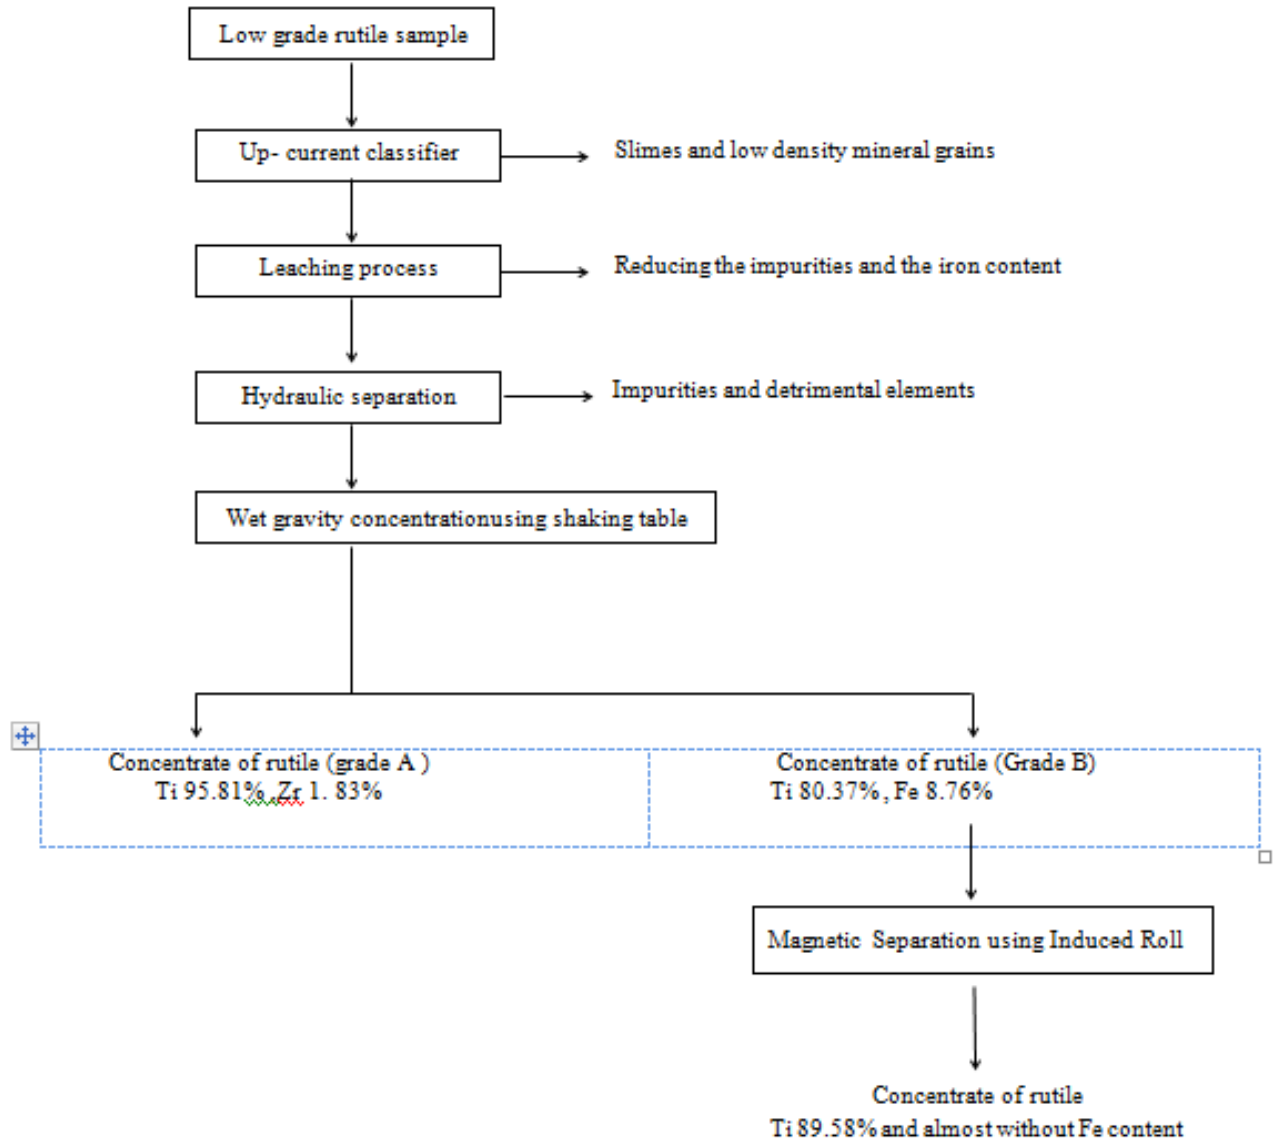 Low grade rutile sample
Up- current classifier
Slimes and low density mineral grains
Leaching process
Reducing the impurities and the iron content
Hydraulic separation
Impurities and detrimental elements
Wet gravity concentrationusing shaking table
Concentrate of rutile (grade A )
Ti 95.81% ,Zr 1. 83%
Concentrate of rutile (Grade B)
Ti 80.37% , Fe 8.76%
Magnetic Separation using Induced Roll
Concentrate of rutile
Ti 89.58% and almost without Fe content